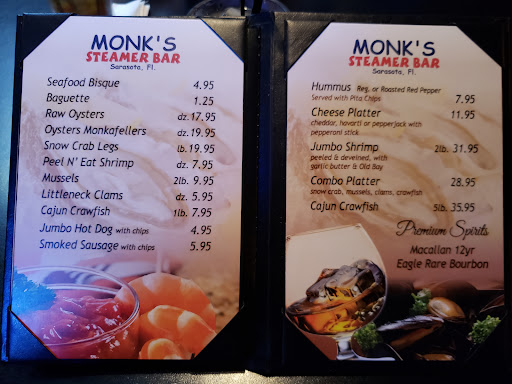 MONK'S
STEAMER BAR
Sarasota, Fl.
Seafood Bisque 4.95
Baguette 1.25
Raw Oysters dz. 17.95
Oysters Monkafellers dz. 19.95
Snow Crab Legs lb. 19.95
Peel N' Eat Shrimp dz. 7.95
Mussels 2lb. 9.95
Littleneck Clams dz. 5.95
Cajun Crawfish 1lb. 7.95
Jumbo Hot Dog with chips 4.95
Smoked Sausage with chips 5.95
MONK'S
STEAMER BAR
Sarasota, Fl.
Hummus Reg. or Roasted Red Pepper
Served with Pita Chips 7.95
Cheese Platter 11.95
cheddar, havarti or pepperjack with
pepperoni stick
Jumbo Shrimp 2lb. 31.95
peeled & deveined, with
garlic butter & Old Bay
Combo Platter 28.95
snow crab, mussels, clams, crawfish
Cajun Crawfish 5lb. 35.95
Premium Spirits
Macallan 12yr
Eagle Rare Bourbon